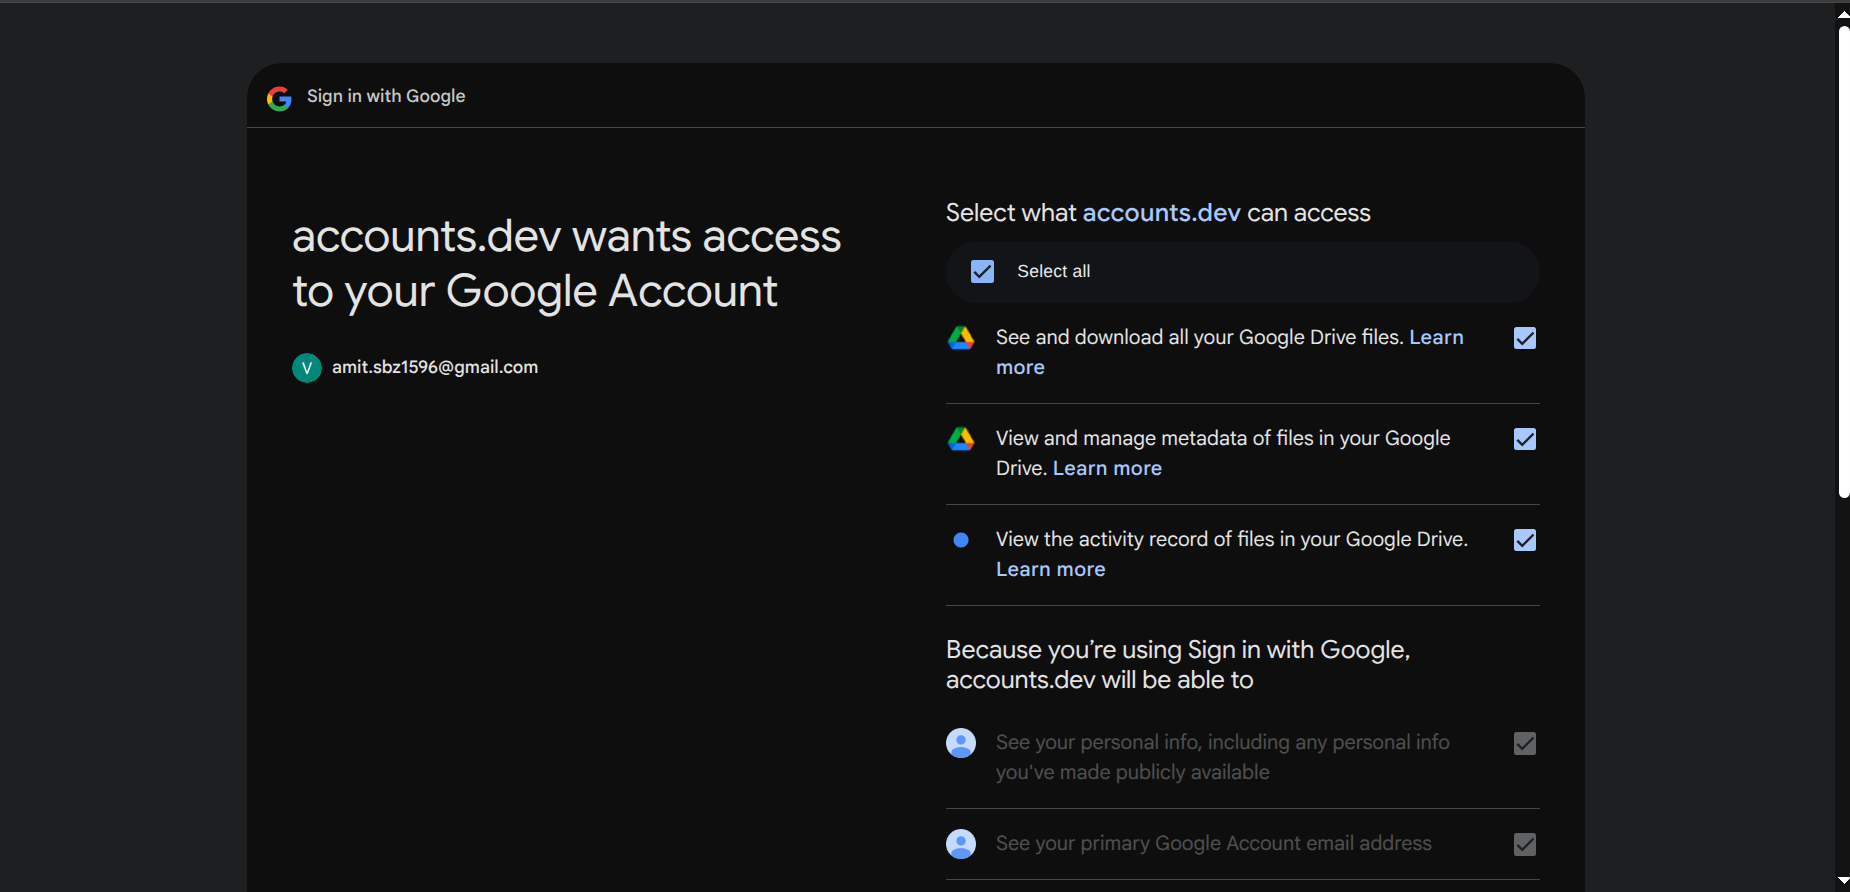 Sign in with Google
accounts.dev wants access
to your Google Account
V amit.sbz1596@gmail.com
Select what accounts.dev can access
Select all
See and download all your Google Drive files. Learn
more
View and manage metadata of files in your Google
Drive. Learn more
View the activity record of files in your Google Drive.
Learn more
Because you’re using Sign in with Google,
accounts.dev will be able to
See your personal info, including any personal info
you've made publicly available
See your primary Google Account email address